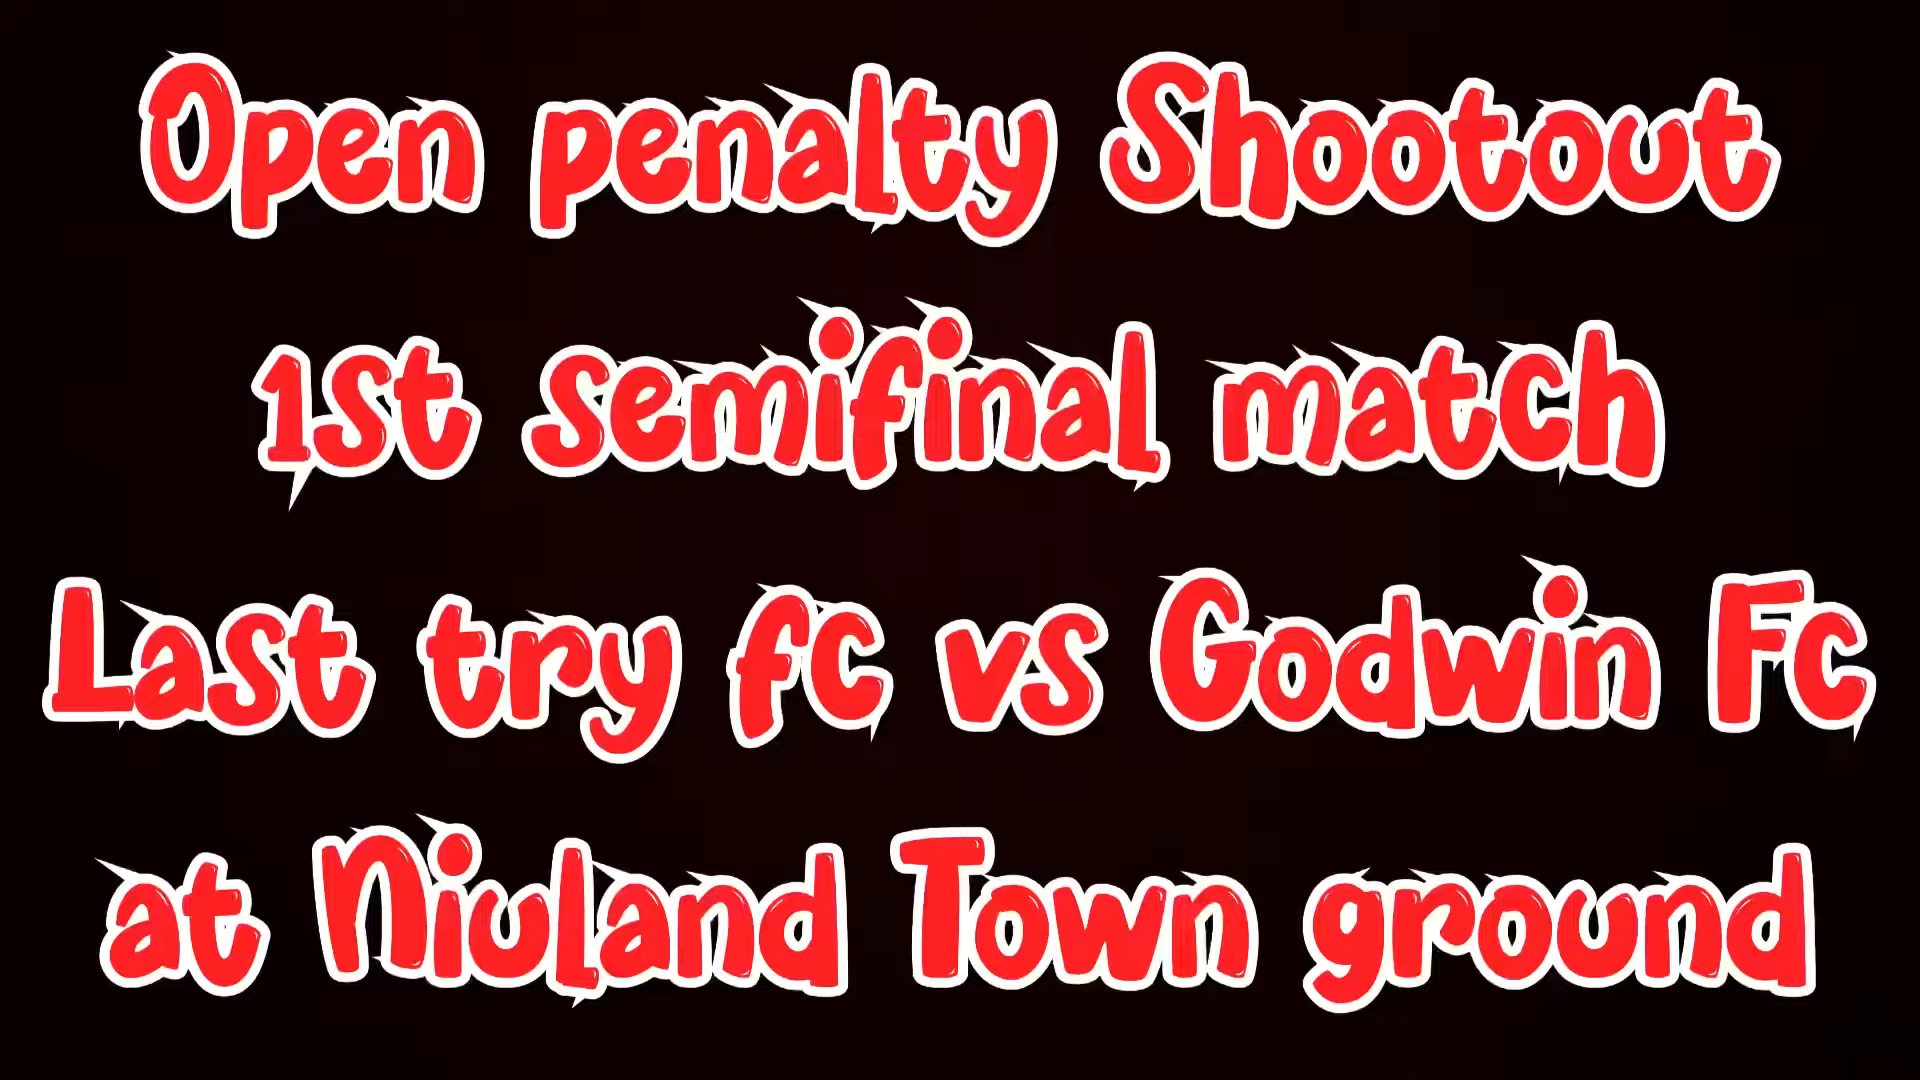 Open penalty Shootout
1st semifinal match
Last try fc vs Godwin Fc
at Niuland Town ground